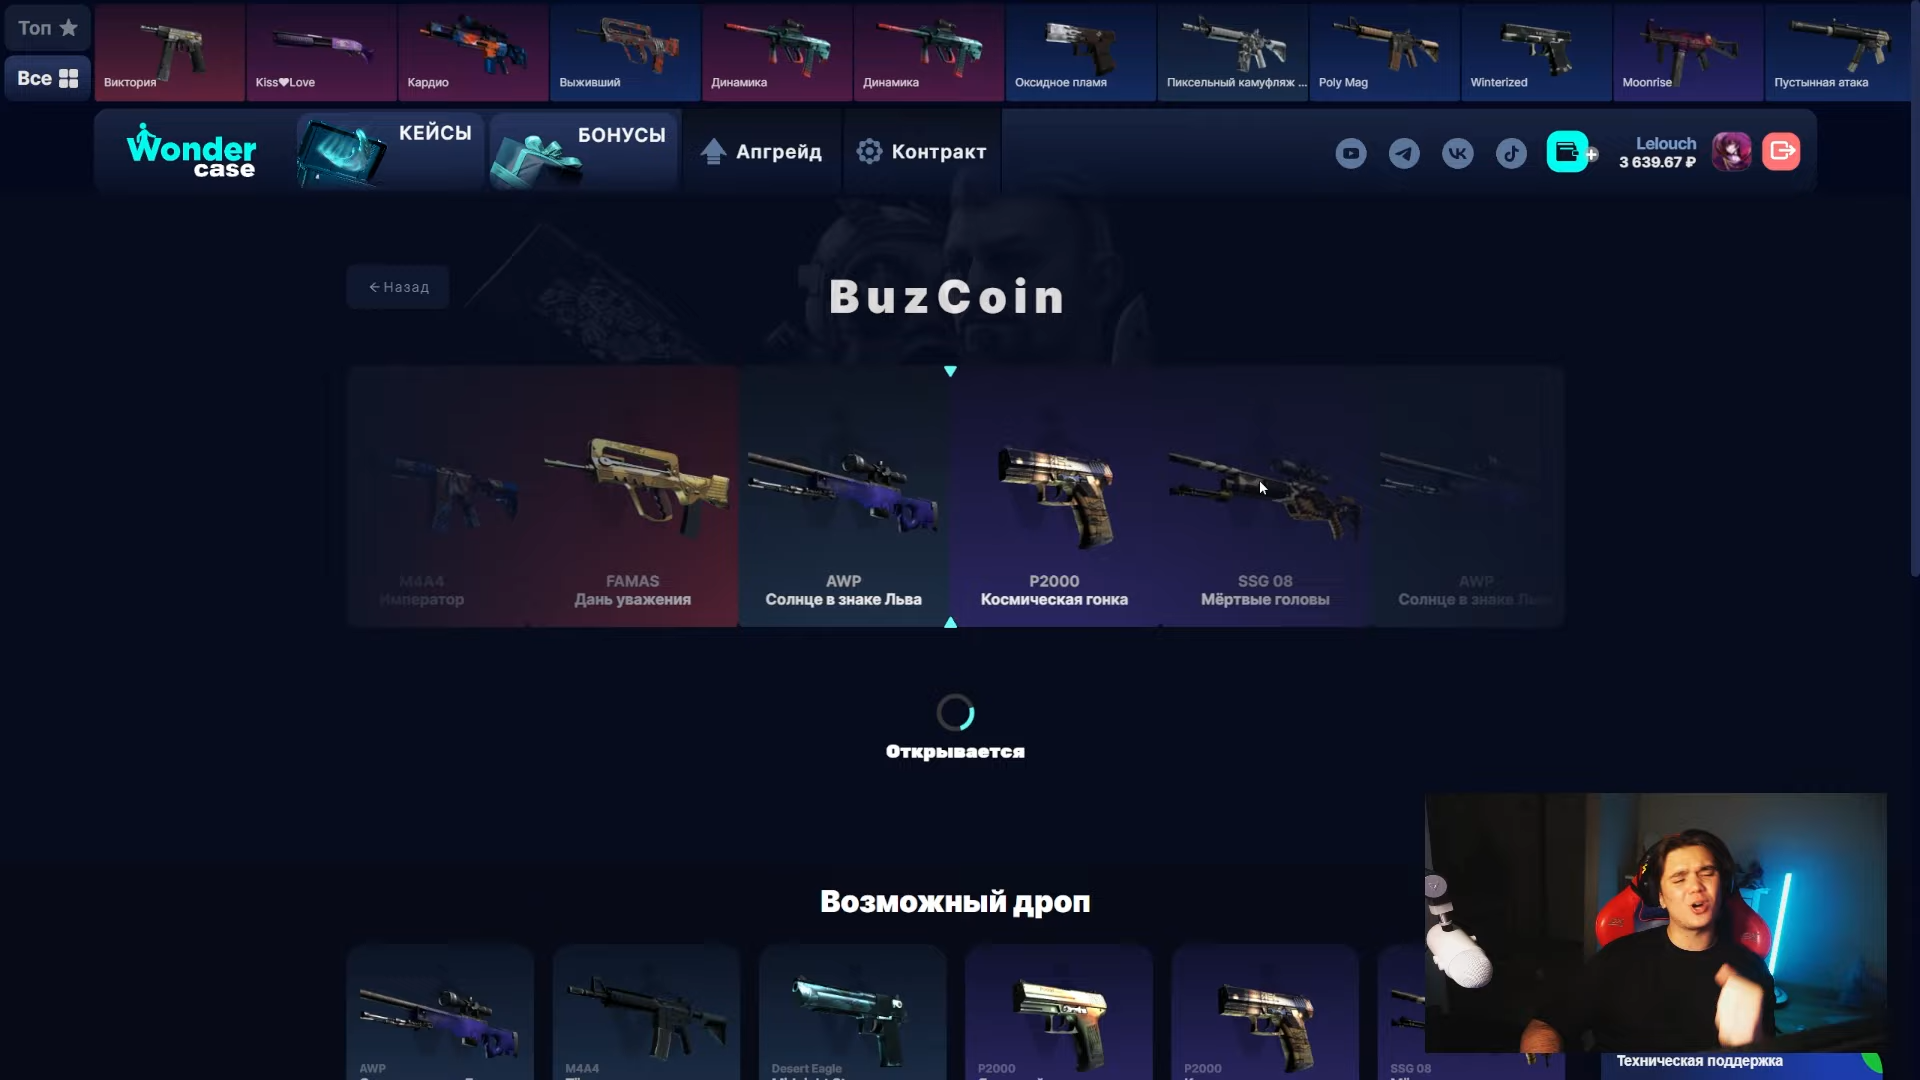 Топ
Все
Виктория
Kiss❤Love
Кардио
Выживший
Динамика
Динамика
Оксидное пламя
Пиксельный камуфляж ...
Poly Mag
Winterized
Moonrise
Пустынная атака
Wonder
case
КЕЙСЫ
БОНУСЫ
Апгрейд
Контракт
Lelouch
3 639.67 ₽
← Назад
BuzCoin
M4A4
Император
FAMAS
Дань уважения
AWP
Солнце в знаке Льва
P2000
Космическая гонка
SSG 08
Мёртвые головы
AWP
Солнце в знаке Льва
Открывается
Возможный дроп
AWP
M4A4
Desert Eagle
P2000
P2000
SSG 08
Техническая поддержка